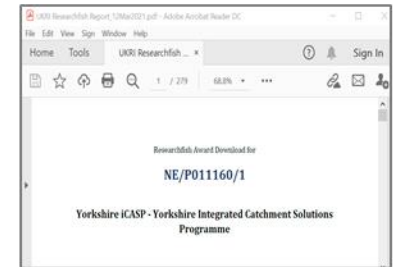 UKRI Researchfish Report_12Mar2021.pdf - Adobe Acrobat Reader DC
File Edit View Sign Window Help
Home Tools UKRI Researchfish ... × Sign In
1 / 279 68.8%
Researchfish Award Download for
NE/P011160/1
Yorkshire iCASP - Yorkshire Integrated Catchment Solutions
Programme